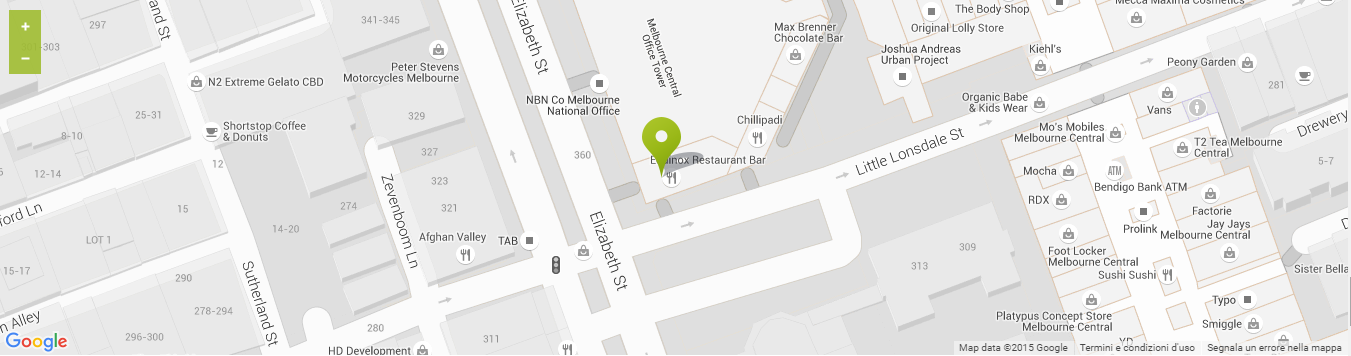 +
−
297
341-345
Elizabeth St
Melbourne Central
Office Tower
Max Brenner
Chocolate Bar
The Body Shop
Original Lolly Store
Mecca Maxima Cosmetics
Joshua Andreas
Urban Project
Kiehl's
Peony Garden
281
Peter Stevens
Motorcycles Melbourne
N2 Extreme Gelato CBD
NBN Co Melbourne
National Office
Organic Babe
& Kids Wear
Vans
25-31
329
Shortstop Coffee
& Donuts
8-10
12
Chillipadi
Mo's Mobiles
Melbourne Central
Drewery
T2 Tea Melbourne
Central
327
360
Restaurant Bar
Little Lonsdale St
12-14
323
Zevenboom Ln
Mocha
ATM
Bendigo Bank ATM
5-7
RDX
274
321
15
ford Ln
Factorie
Prolink
Jay Jays
Melbourne Central
LOT 1
14-20
Afghan Valley
TAB
Elizabeth St
309
313
Foot Locker
Melbourne Central
Sushi Sushi
Sister Bella
15-17
290
Sutherland St
278-294
Typo
Platypus Concept Store
Melbourne Central
Smiggle
n Alley
280
296-300
311
HD Development
Google
Map data ©2015 Google
Termini e condizioni d'uso
Segnala un errore nella mappa